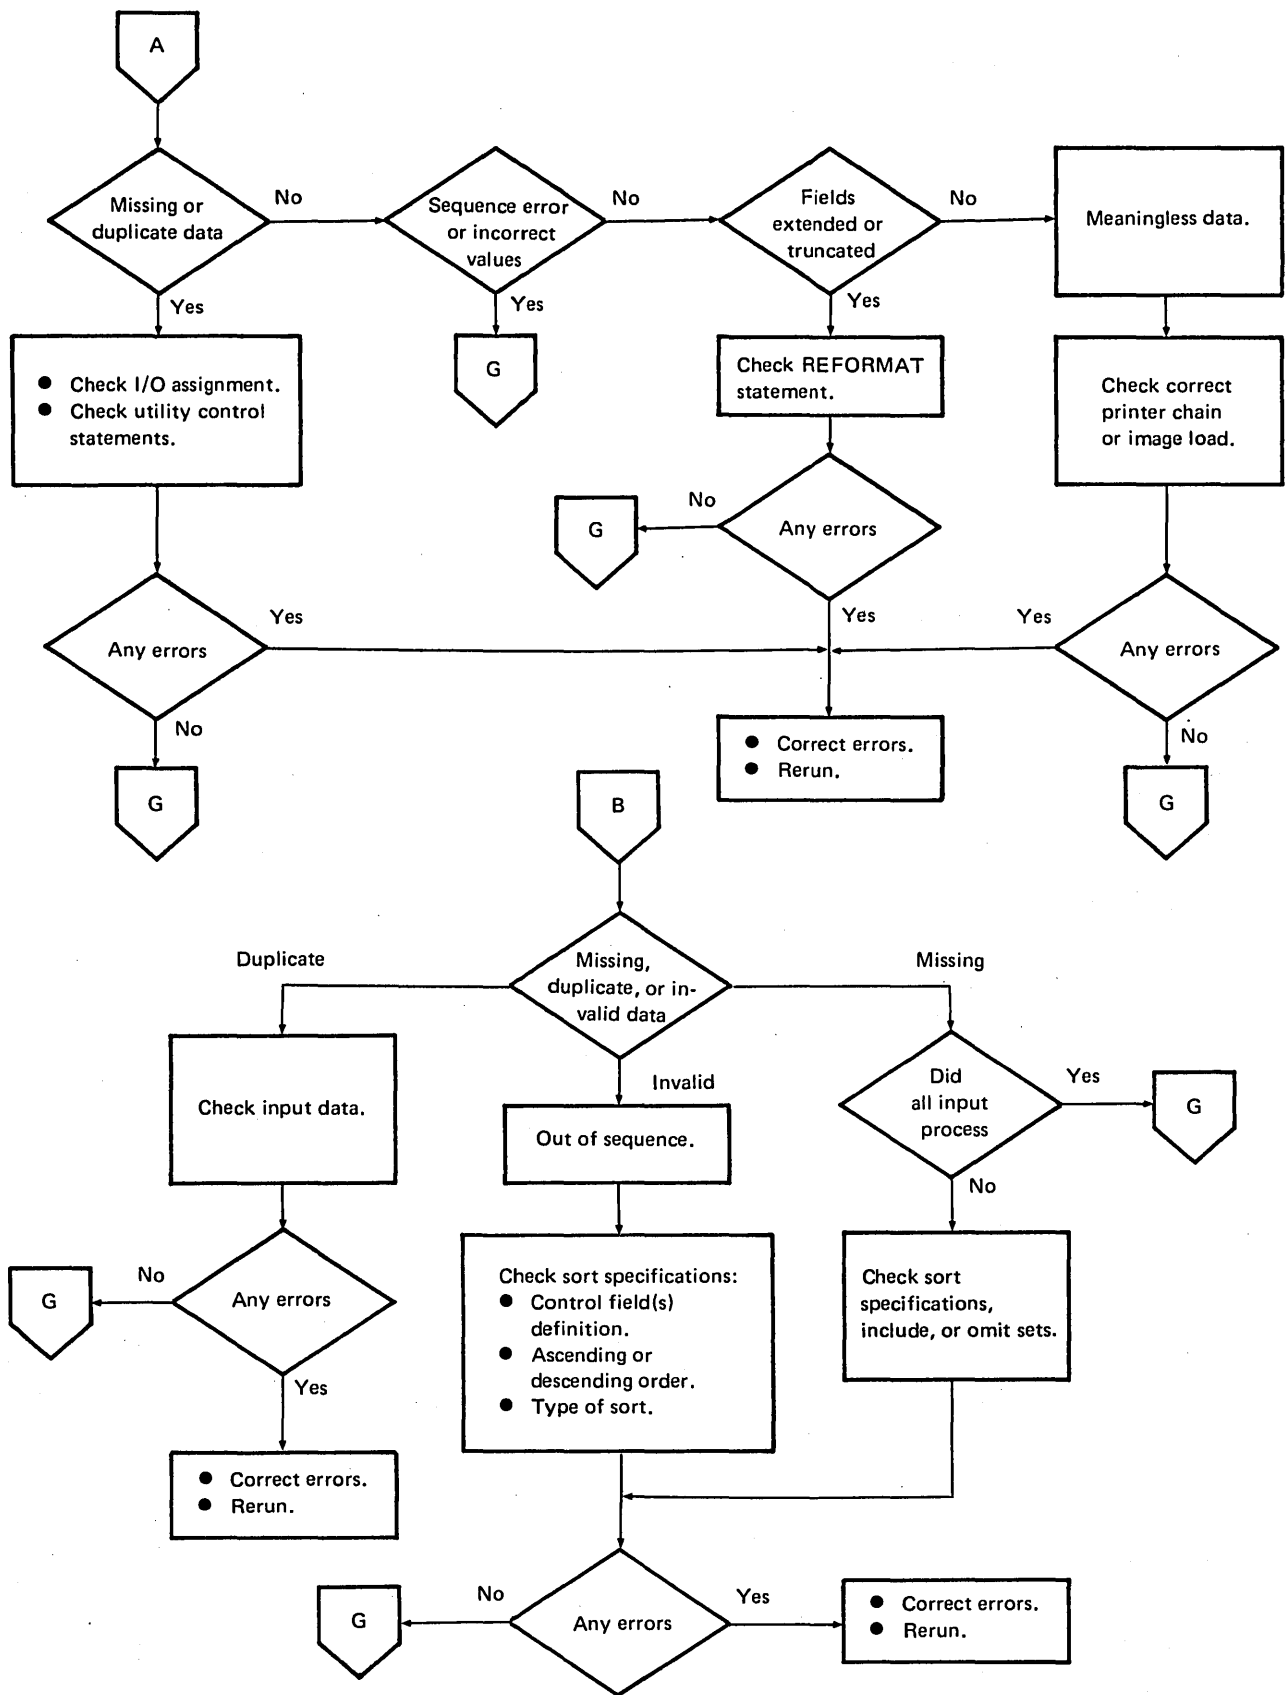 A
Missing or
duplicate data
No
Sequence error
or incorrect
values
No
Fields
extended or
truncated
No
Meaningless data.
Yes
Yes
Yes
● Check I/O assignment.
● Check utility control
statements.
G
Check REFORMAT
statement.
Check correct
printer chain
or image load.
No
G
Any errors
Any errors
Yes
Yes
Yes
Any errors
No
G
● Correct errors.
● Rerun.
No
G
B
Missing,
duplicate, or in-
valid data
Duplicate
Missing
Invalid
Check input data.
Out of sequence.
Did
all input
process
Yes
G
No
No
G
Any errors
Check sort specifications:
● Control field(s)
definition.
● Ascending or
descending order.
● Type of sort.
Check sort
specifications,
include, or omit sets.
Yes
● Correct errors.
● Rerun.
No
G
Any errors
Yes
● Correct errors.
● Rerun.